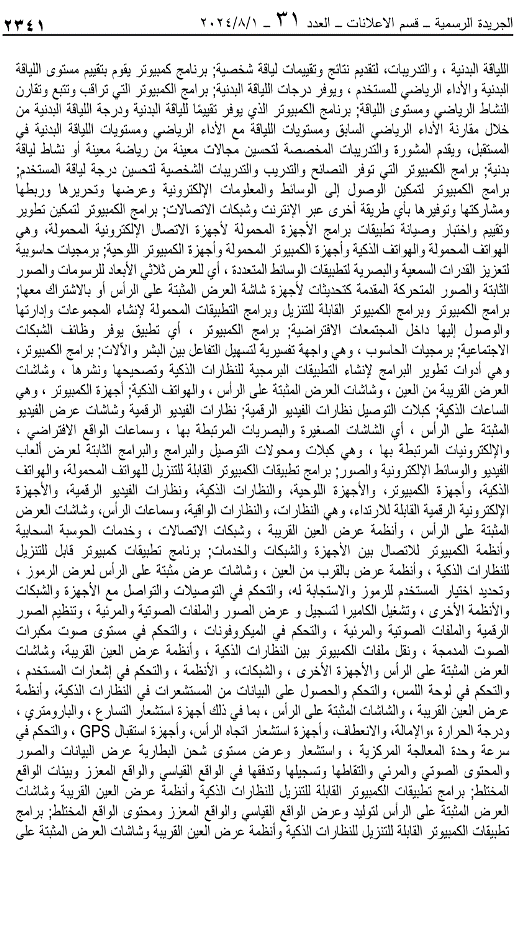 الجريدة الرسمية – قسم الاعلانات – العدد ٣١ – ٢٠٢٤/٨/١ ٢٣٤١
اللياقة البدنية ، والتدريبات، لتقديم نتائج وتقييمات لياقة شخصية; برنامج كمبيوتر يقوم بتقييم مستوى اللياقة
البدنية والأداء الرياضي للمستخدم ، ويوفر درجات اللياقة البدنية; برامج الكمبيوتر التي تراقب وتتبع وتقارن
النشاط الرياضي ومستوى اللياقة; برنامج الكمبيوتر الذي يوفر تقييمًا للياقة البدنية ودرجة اللياقة البدنية من
خلال مقارنة الأداء الرياضي السابق ومستويات اللياقة مع الأداء الرياضي ومستويات اللياقة البدنية في
المستقبل، ويقدم المشورة والتدريبات المخصصة لتحسين مجالات معينة من رياضة معينة أو نشاط لياقة
بدنية; برامج الكمبيوتر التي توفر النصائح والتدريب والتدريبات الشخصية لتحسين درجة لياقة المستخدم;
برامج الكمبيوتر لتمكين الوصول إلى الوسائط والمعلومات الإلكترونية وعرضها وتحريرها وربطها
ومشاركتها وتوفيرها بأي طريقة أخرى عبر الإنترنت وشبكات الاتصالات; برامج الكمبيوتر لتمكين تطوير
وتقييم واختبار وصيانة تطبيقات برامج الأجهزة المحمولة لأجهزة الاتصال الإلكترونية المحمولة، وهي
الهواتف المحمولة والهواتف الذكية وأجهزة الكمبيوتر المحمولة وأجهزة الكمبيوتر اللوحية; برمجيات حاسوبية
لتعزيز القدرات السمعية والبصرية لتطبيقات الوسائط المتعددة ، أي للعرض ثلاثي الأبعاد للرسومات والصور
الثابتة والصور المتحركة المقدمة كتحديثات لأجهزة شاشة العرض المثبتة على الرأس أو بالاشتراك معها;
برامج الكمبيوتر وبرامج الكمبيوتر القابلة للتنزيل وبرامج التطبيقات المحمولة لإنشاء المجموعات وإدارتها
والوصول إليها داخل المجتمعات الافتراضية; برامج الكمبيوتر ، أي تطبيق يوفر وظائف الشبكات
الاجتماعية; برمجيات الحاسوب ، وهي واجهة تفسيرية لتسهيل التفاعل بين البشر والآلات; برامج الكمبيوتر،
وهي أدوات تطوير البرامج لإنشاء التطبيقات البرمجية للنظارات الذكية وتصحيحها ونشرها ، وشاشات
العرض القريبة من العين ، وشاشات العرض المثبتة على الرأس ، والهواتف الذكية; أجهزة الكمبيوتر ، وهي
الساعات الذكية; كبلات التوصيل نظارات الفيديو الرقمية; نظارات الفيديو الرقمية وشاشات عرض الفيديو
المثبتة على الرأس ، أي الشاشات الصغيرة والبصريات المرتبطة بها ، وسماعات الواقع الافتراضي ،
والإلكترونيات المرتبطة بها ، وهي كبلات ومحولات التوصيل والبرامج والبرامج الثابتة لعرض ألعاب
الفيديو والوسائط الإلكترونية والصور; برامج تطبيقات الكمبيوتر القابلة للتنزيل للهواتف المحمولة، والهواتف
الذكية، وأجهزة الكمبيوتر، والأجهزة اللوحية، والنظارات الذكية، ونظارات الفيديو الرقمية، والأجهزة
الإلكترونية الرقمية القابلة للارتداء، وهي النظارات، والنظارات الواقية، وسماعات الرأس، وشاشات العرض
المثبتة على الرأس ، وأنظمة عرض العين القريبة ، وشبكات الاتصالات ، وخدمات الحوسبة السحابية
وأنظمة الكمبيوتر للاتصال بين الأجهزة والشبكات والخدمات; برنامج تطبيقات كمبيوتر قابل للتنزيل
للنظارات الذكية ، وأنظمة عرض بالقرب من العين ، وشاشات عرض مثبتة على الرأس لعرض الرموز ،
وتحديد اختيار المستخدم للرموز والاستجابة له، والتحكم في التوصيلات والتواصل مع الأجهزة والشبكات
والأنظمة الأخرى ، وتشغيل الكاميرا لتسجيل و عرض الصور والملفات الصوتية والمرئية ، وتنظيم الصور
الرقمية والملفات الصوتية والمرئية ، والتحكم في الميكروفونات ، والتحكم في مستوى صوت مكبرات
الصوت المدمجة ، ونقل ملفات الكمبيوتر بين النظارات الذكية ، وأنظمة عرض العين القريبة، وشاشات
العرض المثبتة على الرأس والأجهزة الأخرى ، والشبكات، و الأنظمة ، والتحكم في إشعارات المستخدم ،
والتحكم في لوحة اللمس، والتحكم والحصول على البيانات من المستشعرات في النظارات الذكية، وأنظمة
عرض العين القريبة ، والشاشات المثبتة على الرأس ، بما في ذلك أجهزة استشعار التسارع ، والبارومتري ،
ودرجة الحرارة ،والإمالة، والانعطاف، وأجهزة استشعار اتجاه الرأس، وأجهزة استقبال GPS ، والتحكم في
سرعة وحدة المعالجة المركزية ، واستشعار وعرض مستوى شحن البطارية عرض البيانات والصور
والمحتوى الصوتي والمرئي والتقاطها وتسجيلها وتدفقها في الواقع القياسي والواقع المعزز وبيئات الواقع
المختلط; برامج تطبيقات الكمبيوتر القابلة للتنزيل للنظارات الذكية وأنظمة عرض العين القريبة وشاشات
العرض المثبتة على الرأس لتوليد وعرض الواقع القياسي والواقع المعزز ومحتوى الواقع المختلط; برامج
تطبيقات الكمبيوتر القابلة للتنزيل للنظارات الذكية وأنظمة عرض العين القريبة وشاشات العرض المثبتة على